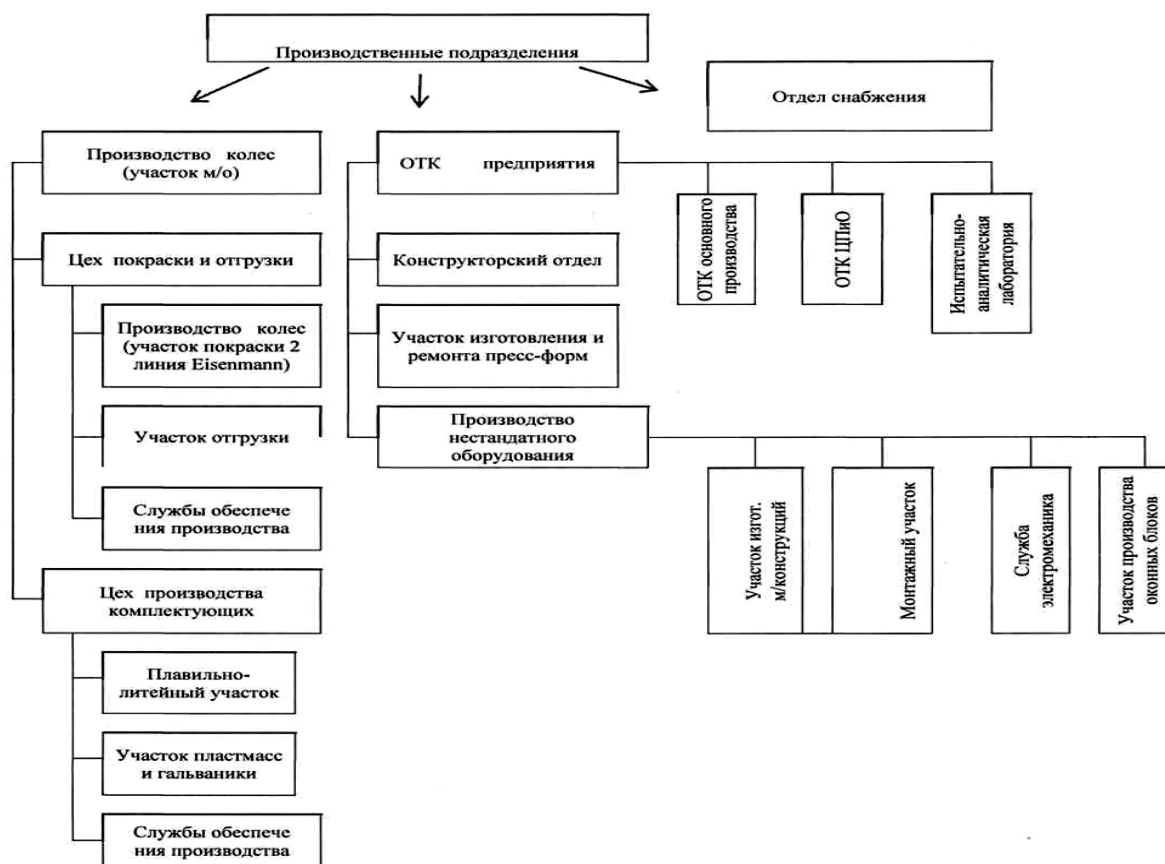 Производственные подразделения
Отдел снабжения
Производство колес
(участок м/о)
ОТК предприятия
ОТК основного
производства
ОТК ЦПиО
Испытательно-
аналитическая
лаборатория
Цех покраски и отгрузки
Конструкторский отдел
Производство колес
(участок покраски 2
линия Eisenmann)
Участок изготовления и
ремонта пресс-форм
Участок отгрузки
Производство
нестандатного
оборудования
Службы обеспече
ния производства
Участок изгот.
м/конструкций
Монтажный участок
Служба
электромеханика
Участок производства
оконных блоков
Цех производства
комплектующих
Плавильно-
литейный участок
Участок пластмасс
и гальваники
Службы обеспече
ния производства